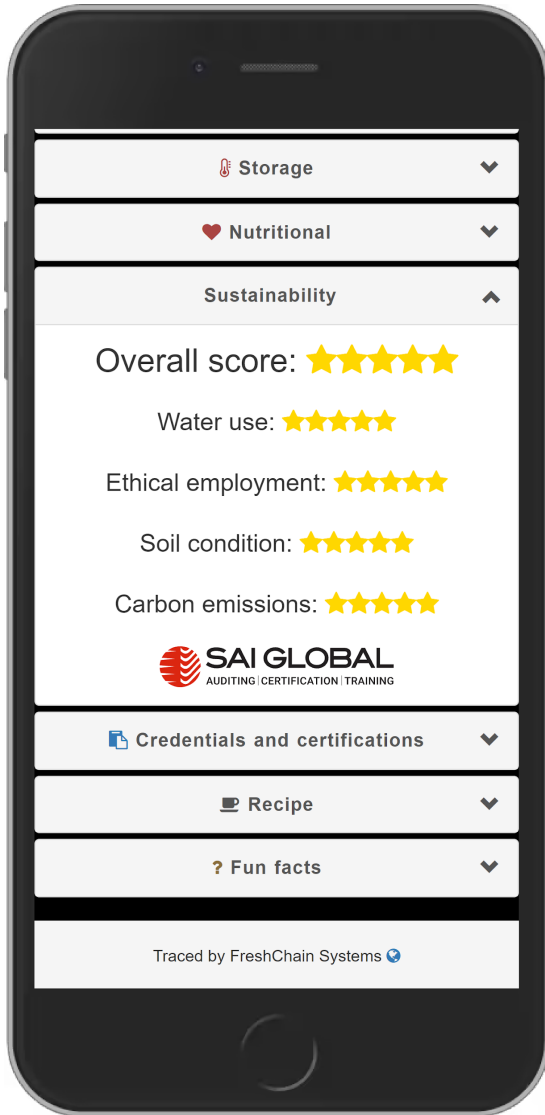 Storage
Nutritional
Sustainability
Overall score:
Water use:
Ethical employment:
Soil condition:
Carbon emissions:
SAI GLOBAL
AUDITING | CERTIFICATION | TRAINING
Credentials and certifications
Recipe
? Fun facts
Traced by FreshChain Systems